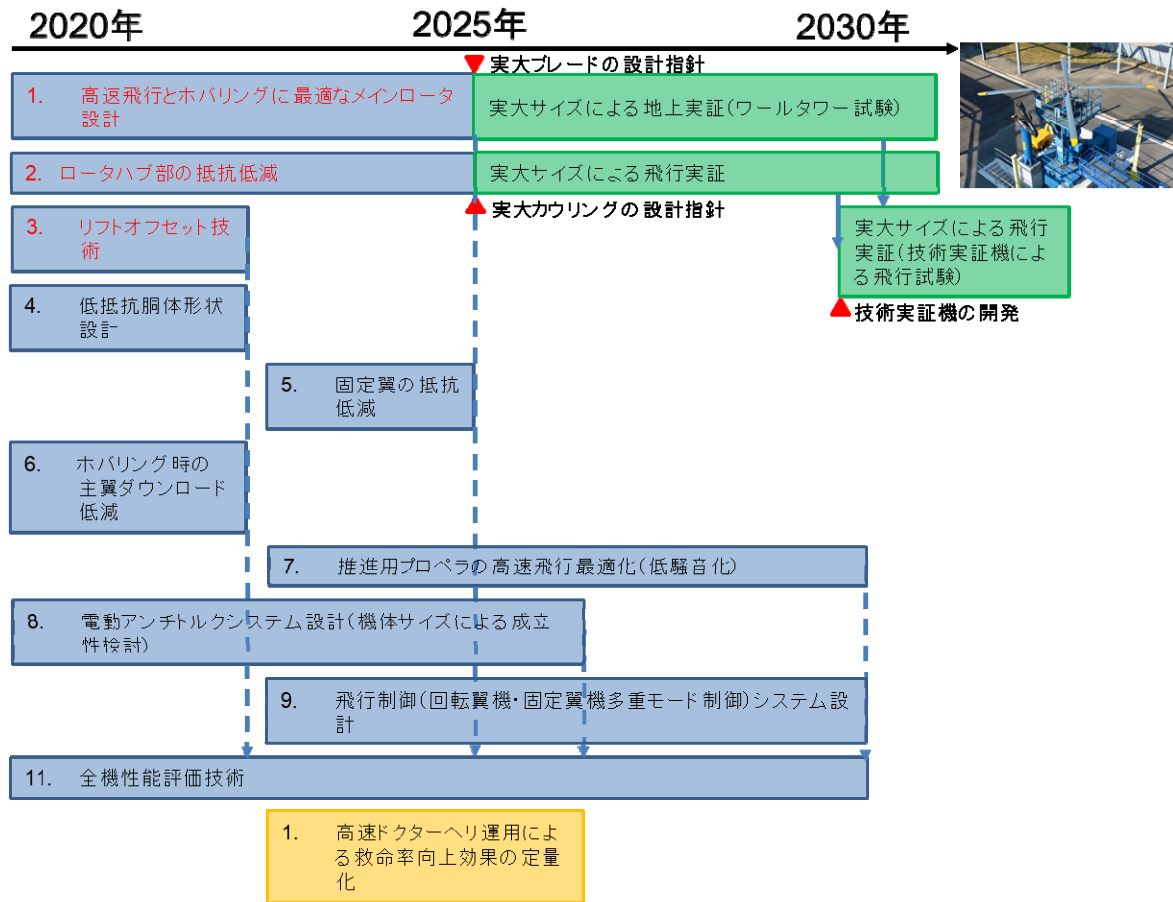 2020年
2025年
2030年
実大ブレードの設計指針
1. 高速飛行とホバリングに最適なメインロータ
設計
実大サイズによる地上実証(ワールタワー試験)
2. ロータハブ部の抵抗低減
実大サイズによる飛行実証
実大カウリングの設計指針
3. リフトオフセット技
術
実大サイズによる飛行
実証(技術実証機によ
る飛行試験)
技術実証機の開発
4. 低抵抗胴体形状
設計
5. 固定翼の抵抗
低減
6. ホバリング時の
主翼ダウンロード
低減
7. 推進用プロペラの高速飛行最適化(低騒音化)
8. 電動アンチトルクシステム設計(機体サイズによる成立
性検討)
9. 飛行制御(回転翼機・固定翼機多重モード制御)システム設
計
11. 全機性能評価技術
1. 高速ドクターヘリ運用によ
る救命率向上効果の定量
化